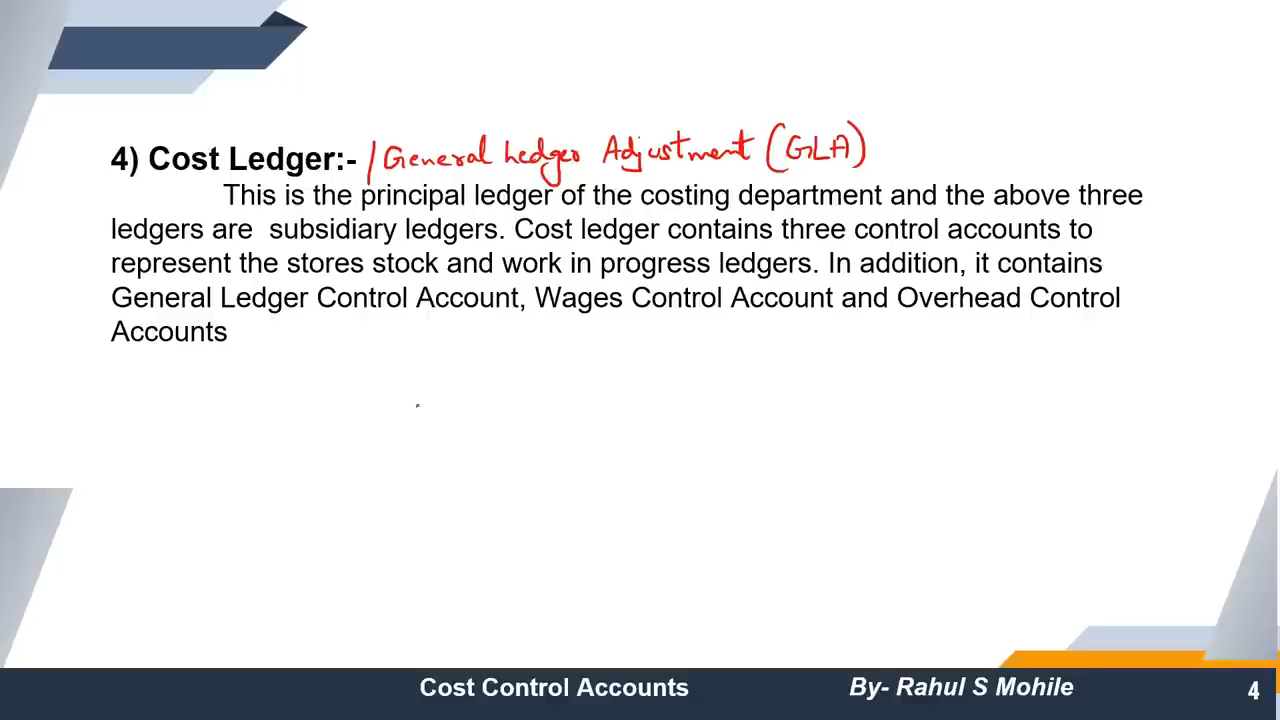 4) Cost Ledger:- / General Ledger Adjustment (GLA)
This is the principal ledger of the costing department and the above three
ledgers are subsidiary ledgers. Cost ledger contains three control accounts to
represent the stores stock and work in progress ledgers. In addition, it contains
General Ledger Control Account, Wages Control Account and Overhead Control
Accounts
Cost Control Accounts
By- Rahul S Mohile
4